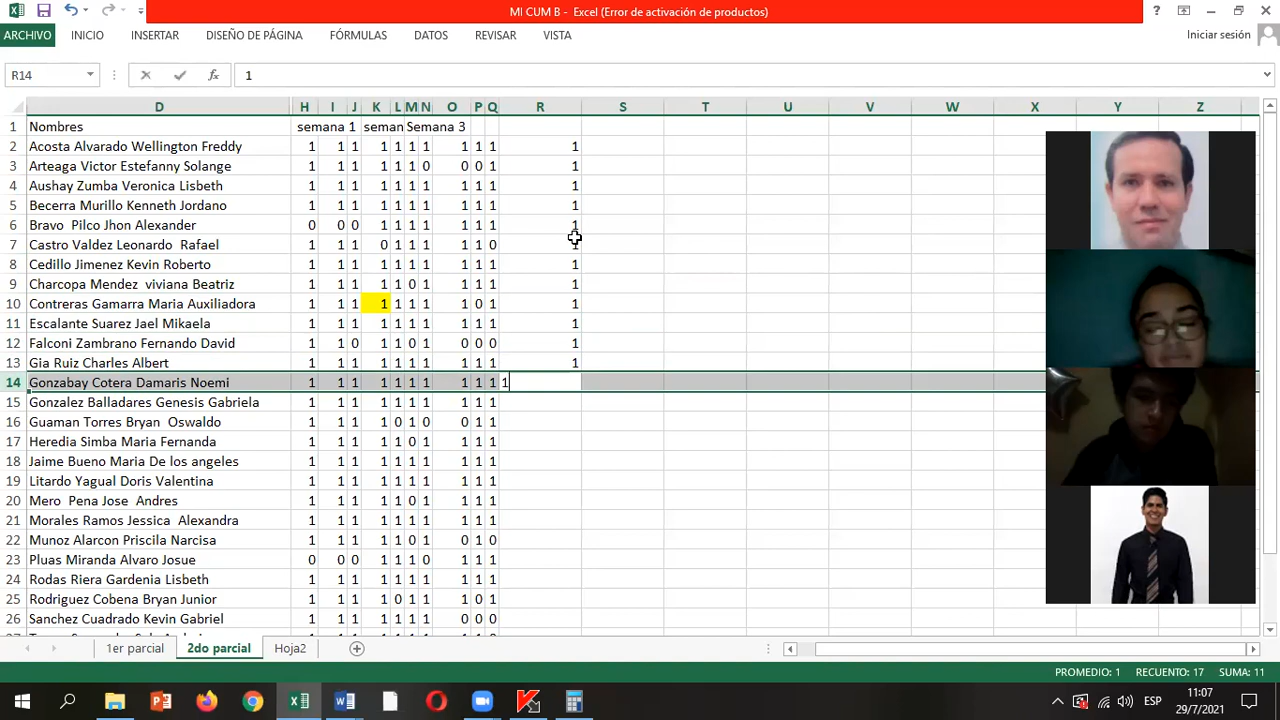 MI CUM B - Excel (Error de activación de productos)
ARCHIVO INICIO INSERTAR DISEÑO DE PÁGINA FÓRMULAS DATOS REVISAR VISTA Iniciar sesión
R14 fx 1
D H I J K L M N O P Q R S T U V W X Y Z
1 Nombres semana 1 seman Semana 3
2 Acosta Alvarado Wellington Freddy 1 1 1 1 1 1 1 1 1 1 1
3 Arteaga Victor Estefanny Solange 1 1 1 1 1 1 0 0 0 1 1
4 Aushay Zumba Veronica Lisbeth 1 1 1 1 1 1 1 1 1 1 1
5 Becerra Murillo Kenneth Jordano 1 1 1 1 1 1 1 1 1 1 1
6 Bravo Pilco Jhon Alexander 0 0 0 1 1 1 1 1 1 1 1
7 Castro Valdez Leonardo Rafael 1 1 1 0 1 1 1 1 1 0
8 Cedillo Jimenez Kevin Roberto 1 1 1 1 1 1 1 1 1 1 1
9 Charcopa Mendez viviana Beatriz 1 1 1 1 1 0 1 1 1 1 1
10 Contreras Gamarra Maria Auxiliadora 1 1 1 1 1 1 1 1 0 1 1
11 Escalante Suarez Jael Mikaela 1 1 1 1 1 1 1 1 1 1 1
12 Falconi Zambrano Fernando David 1 1 0 1 1 0 1 0 0 0 1
13 Gia Ruiz Charles Albert 1 1 1 1 1 1 1 1 1 1 1
14 Gonzabay Cotera Damaris Noemi 1 1 1 1 1 1 1 1 1 1 1
15 Gonzalez Balladares Genesis Gabriela 1 1 1 1 1 1 1 1 1 1
16 Guaman Torres Bryan Oswaldo 1 1 1 1 0 1 0 0 1 1
17 Heredia Simba Maria Fernanda 1 1 1 1 1 0 1 1 1 1
18 Jaime Bueno Maria De los angeles 1 1 1 1 1 1 1 1 1 1
19 Litardo Yagual Doris Valentina 1 1 1 1 1 1 1 1 1 1
20 Mero Pena Jose Andres 1 1 1 1 1 0 1 1 1 1
21 Morales Ramos Jessica Alexandra 1 1 1 1 1 1 1 1 1 1
22 Munoz Alarcon Priscila Narcisa 1 1 1 1 1 0 1 0 1 0
23 Pluas Miranda Alvaro Josue 0 0 0 1 1 1 0 1 1 1
24 Rodas Riera Gardenia Lisbeth 1 1 1 1 1 1 1 1 1 1
25 Rodriguez Cobena Bryan Junior 1 1 1 1 0 1 1 1 0 1
26 Sanchez Cuadrado Kevin Gabriel 1 1 1 1 1 1 1 0 0 0
1er parcial 2do parcial Hoja2
PROMEDIO: 1 RECUENTO: 17 SUMA: 11
ESP 11:07
29/7/2021